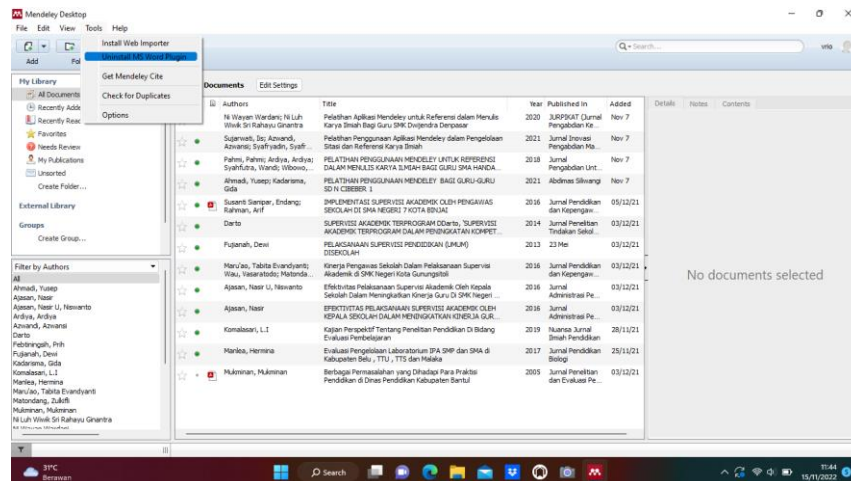 Mendeley Desktop
File Edit View Tools Help
Install Web Importer
Uninstall MS Word Plugin
Get Mendeley Cite
Check for Duplicates
Options
Add
Search...
My Library
All Documents
Recently Adde
Recently Read
Favorites
Needs Review
My Publications
Unsorted
Create Folder...
External Library
Groups
Create Group...
Filter by Authors
All
Ahmadi, Yusep
Ajasan, Nasir
Ajasan, Nasir U, Niswanto
Ardiya, Ardiya
Azwandi, Azwansi
Darto
Febtiningsih, Prih
Fujianah, Dewi
Kadarisma, Gida
Komalasari, L.I
Manlea, Hermina
Maru'ao, Tabita Evandyanti
Matondang, Zulkifli
Mukminan, Mukminan
Ni Luh Wiwik Sri Rahayu Ginantra
Documents Edit Settings
Authors Title Year Published In Added
Ni Wayan Wardani; Ni Luh Wiwik Sri Rahayu Ginantra Pelatihan Aplikasi Mendeley untuk Referensi dalam Menulis Karya Ilmiah Bagi Guru SMK Dwijendra Denpasar 2020 JURPIKAT (Jurnal Pengabdian Ke... Nov 7
Sujarwati, Iis; Azwandi, Azwansi; Syafryadin, Syafr... Pelatihan Penggunaan Aplikasi Mendeley dalam Pengelolaan Sitasi dan Referensi Karya Ilmiah 2021 Jurnal Inovasi Pengabdian Ma... Nov 7
Pahmi, Pahmi; Ardiya, Ardiya; Syahfutra, Wandi; Wibowo,... PELATIHAN PENGGUNAAN MENDELEY UNTUK REFERENSI DALAM MENULIS KARYA ILMIAH BAGI GURU SMA HANDA... 2018 Jurnal Pengabdian Unt... Nov 7
Ahmadi, Yusep; Kadarisma, Gida PELATIHAN PENGGUNAAN MENDELEY BAGI GURU-GURU SD N CIBEBER 1 2021 Abdimas Siliwangi Nov 7
Susanti Sianipar, Endang; Rahman, Arif IMPLEMENTASI SUPERVISI AKADEMIK OLEH PENGAWAS SEKOLAH DI SMA NEGERI 7 KOTA BINJAI 2016 Jurnal Pendidikan dan Kepengaw... 05/12/21
Darto SUPERVISI AKADEMIK TERPROGRAM DDarto, 'SUPERVISI AKADEMIK TERPROGRAM DALAM PENINGKATAN KOMPET... 2014 Jurnal Penelitian Tindakan Sekol... 03/12/21
Fujianah, Dewi PELAKSANAAN SUPERVISI PENDIDIKAN (UMUM) DISEKOLAH 2013 23 Mei 03/12/21
Maru'ao, Tabita Evandyanti; Wau, Yasaratodo; Matonda... Kinerja Pengawas Sekolah Dalam Pelaksanaan Supervisi Akademik di SMK Negeri Kota Gunungsitoli 2016 Jurnal Pendidikan dan Kepengaw... 03/12/21
Ajasan, Nasir U, Niswanto Efektivitas Pelaksanaan Supervisi Akademik Oleh Kepala Sekolah Dalam Meningkatkan Kinerja Guru Di SMK Negeri ... 2016 Jurnal Administrasi Pe... 03/12/21
Ajasan, Nasir EFEKTIVITAS PELAKSANAAN SUPERVISI AKADEMIK OLEH KEPALA SEKOLAH DALAM MENINGKATKAN KINERJA GUR... 2016 Jurnal Administrasi Pe... 03/12/21
Komalasari, L.I Kajian Perspektif Tentang Penelitian Pendidikan Di Bidang Evaluasi Pembelajaran 2019 Nuansa Jurnal Ilmiah Pendidikan 28/11/21
Manlea, Hermina Evaluasi Pengelolaan Laboratorium IPA SMP dan SMA di Kabupaten Belu , TTU , TTS dan Malaka 2017 Jurnal Pendidikan Biologi 25/11/21
Mukminan, Mukminan Berbagai Permasalahan yang Dihadapi Para Praktisi Pendidikan di Dinas Pendidikan Kabupaten Bantul 2005 Jurnal Penelitian dan Evaluasi Pe... 03/12/21
Details Notes Contents
No documents selected
31°C
Berawan
Search
11:44
15/11/2022